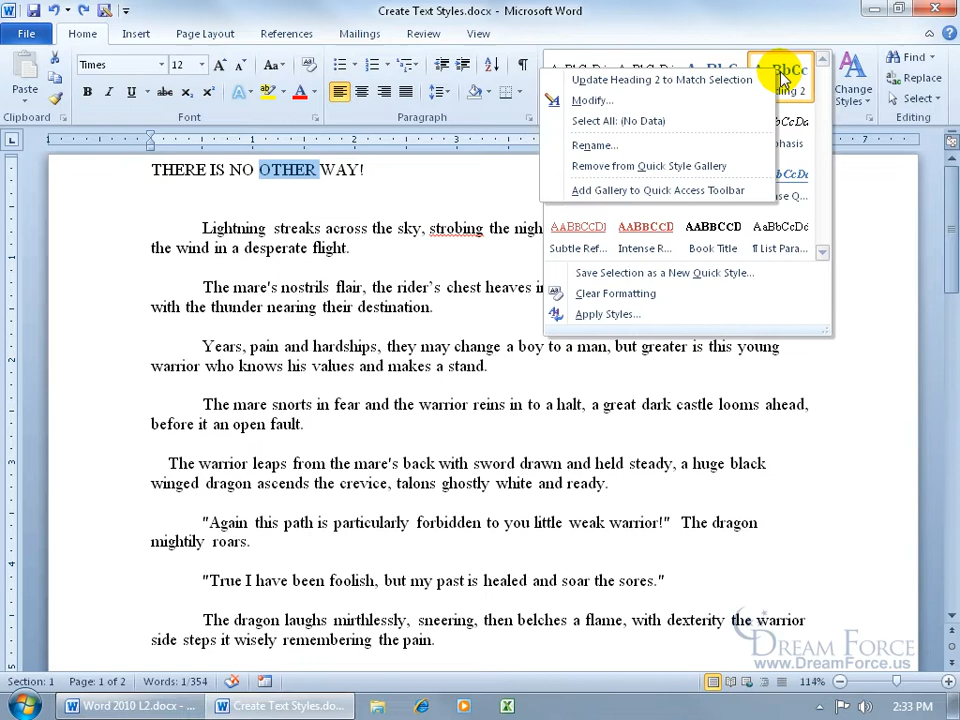 Create Text Styles.docx - Microsoft Word
File Home Insert Page Layout References Mailings Review View
Times 12
Paste
Clipboard Font Paragraph
Change Styles
Find
Replace
Select
Editing
Update Heading 2 to Match Selection
Modify...
Select All: (No Data)
Rename...
Remove from Quick Style Gallery
Add Gallery to Quick Access Toolbar
AABBCCDI AABBCCDI AABBCCD AaBbCcDc
Subtle Ref... Intense R... Book Title ¶ List Para...
Save Selection as a New Quick Style...
Clear Formatting
Apply Styles...
THERE IS NO OTHER WAY!
Lightning streaks across the sky, strobing the nigh
the wind in a desperate flight.
The mare's nostrils flair, the rider's chest heaves in
with the thunder nearing their destination.
Years, pain and hardships, they may change a boy to a man, but greater is this young
warrior who knows his values and makes a stand.
The mare snorts in fear and the warrior reins in to a halt, a great dark castle looms ahead,
before it an open fault.
The warrior leaps from the mare's back with sword drawn and held steady, a huge black
winged dragon ascends the crevice, talons ghostly white and ready.
"Again this path is particularly forbidden to you little weak warrior!" The dragon
mightily roars.
"True I have been foolish, but my past is healed and soar the sores."
The dragon laughs mirthlessly, sneering, then belches a flame, with dexterity the warrior
side steps it wisely remembering the pain.
DREAM FORCE
www.DreamForce.us
Section: 1 Page: 1 of 2 Words: 1/354 114%
Word 2010 L2.docx - ... Create Text Styles.do... 2:33 PM